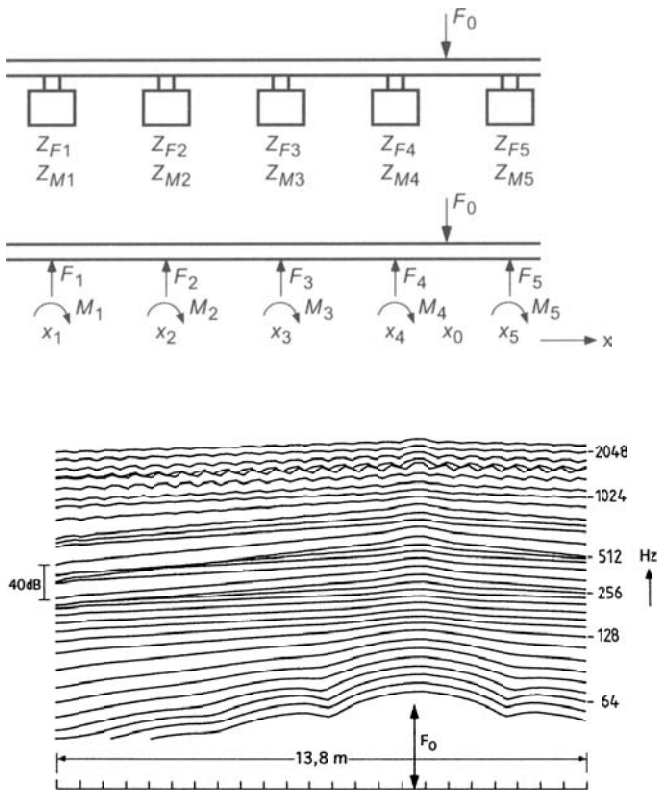 F0
ZF1 ZF2 ZF3 ZF4 ZF5
ZM1 ZM2 ZM3 ZM4 ZM5
F0
F1 F2 F3 F4 F5
M1 M2 M3 M4 M5
x1 x2 x3 x4 x0 x5 x
2048
1024
512 Hz
40dB
256
128
64
F0
13,8 m